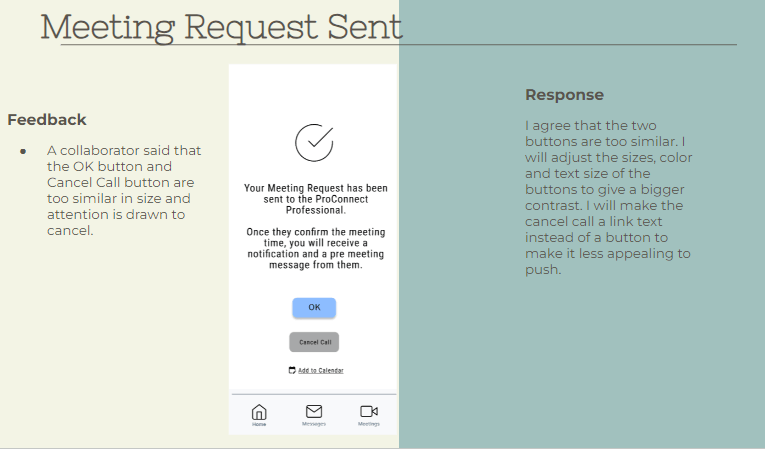 Meeting Request Sent
Feedback
● A collaborator said that
the OK button and
Cancel Call button are
too similar in size and
attention is drawn to
cancel.
Your Meeting Request has been
sent to the ProConnect
Professional.
Once they confirm the meeting
time, you will receive a
notification and a pre meeting
message from them.
OK
Cancel Call
Add to Calendar
Home Messages Meetings
Response
I agree that the two
buttons are too similar. I
will adjust the sizes, color
and text size of the
buttons to give a bigger
contrast. I will make the
cancel call a link text
instead of a button to
make it less appealing to
push.